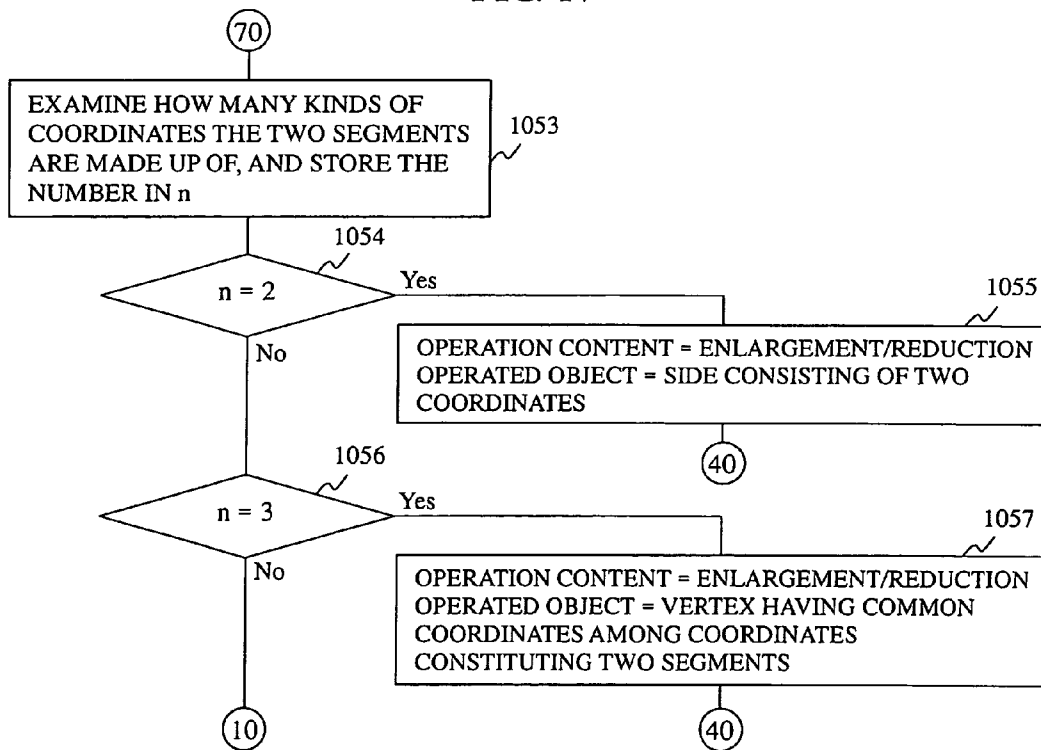 70
EXAMINE HOW MANY KINDS OF
COORDINATES THE TWO SEGMENTS
ARE MADE UP OF, AND STORE THE
NUMBER IN n
1053
1054
n = 2
Yes
No
1055
OPERATION CONTENT = ENLARGEMENT/REDUCTION
OPERATED OBJECT = SIDE CONSISTING OF TWO
COORDINATES
40
1056
n = 3
Yes
No
1057
OPERATION CONTENT = ENLARGEMENT/REDUCTION
OPERATED OBJECT = VERTEX HAVING COMMON
COORDINATES AMONG COORDINATES
CONSTITUTING TWO SEGMENTS
40
10